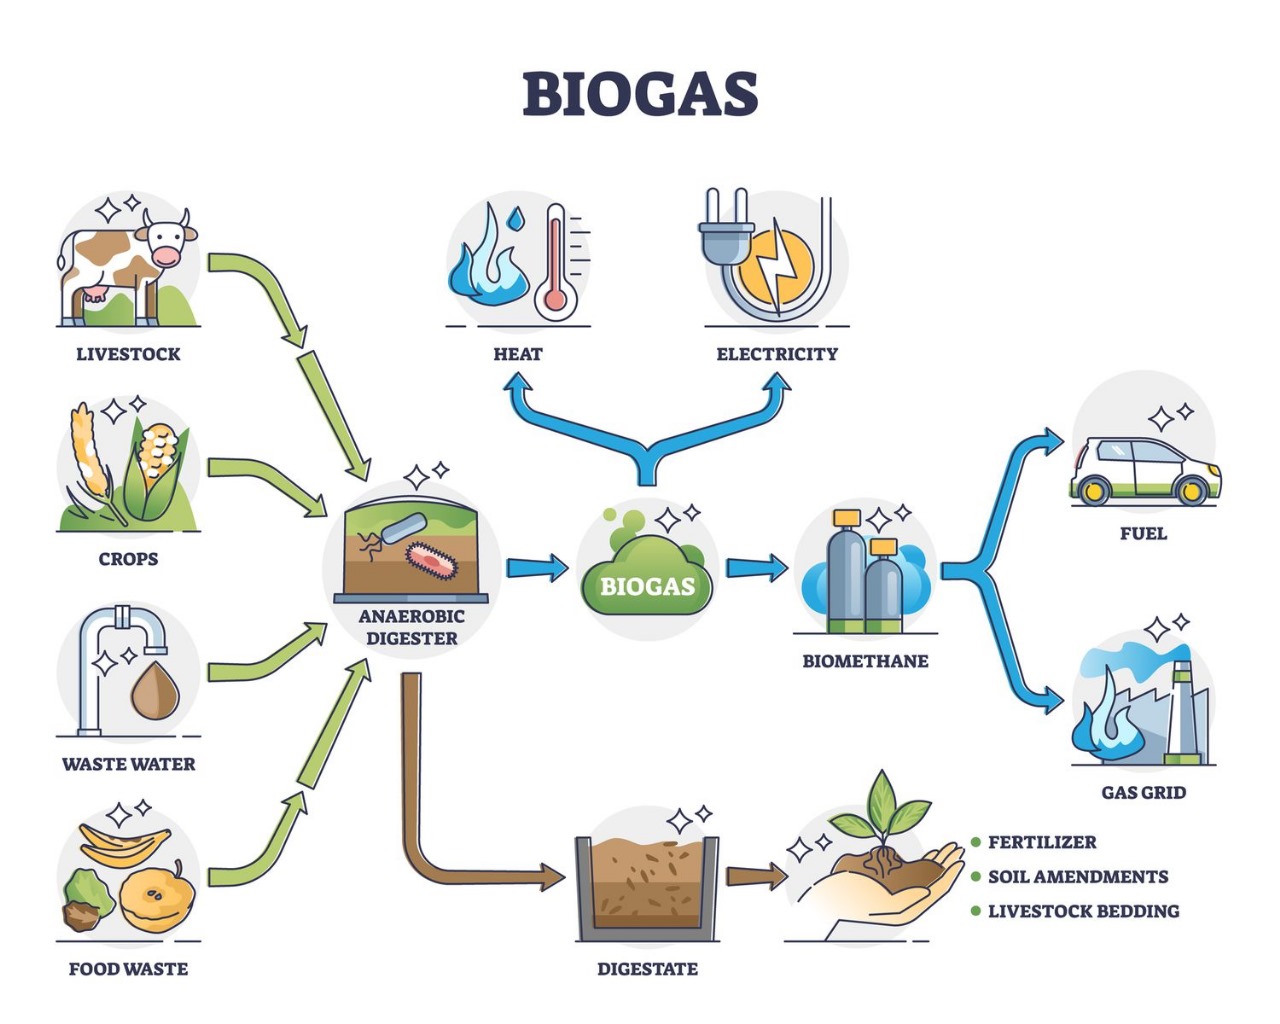 BIOGAS
LIVESTOCK
HEAT
ELECTRICITY
CROPS
FUEL
ANAEROBIC
DIGESTER
BIOGAS
BIOMETHANE
WASTE WATER
GAS GRID
FOOD WASTE
DIGESTATE
FERTILIZER
SOIL AMENDMENTS
LIVESTOCK BEDDING